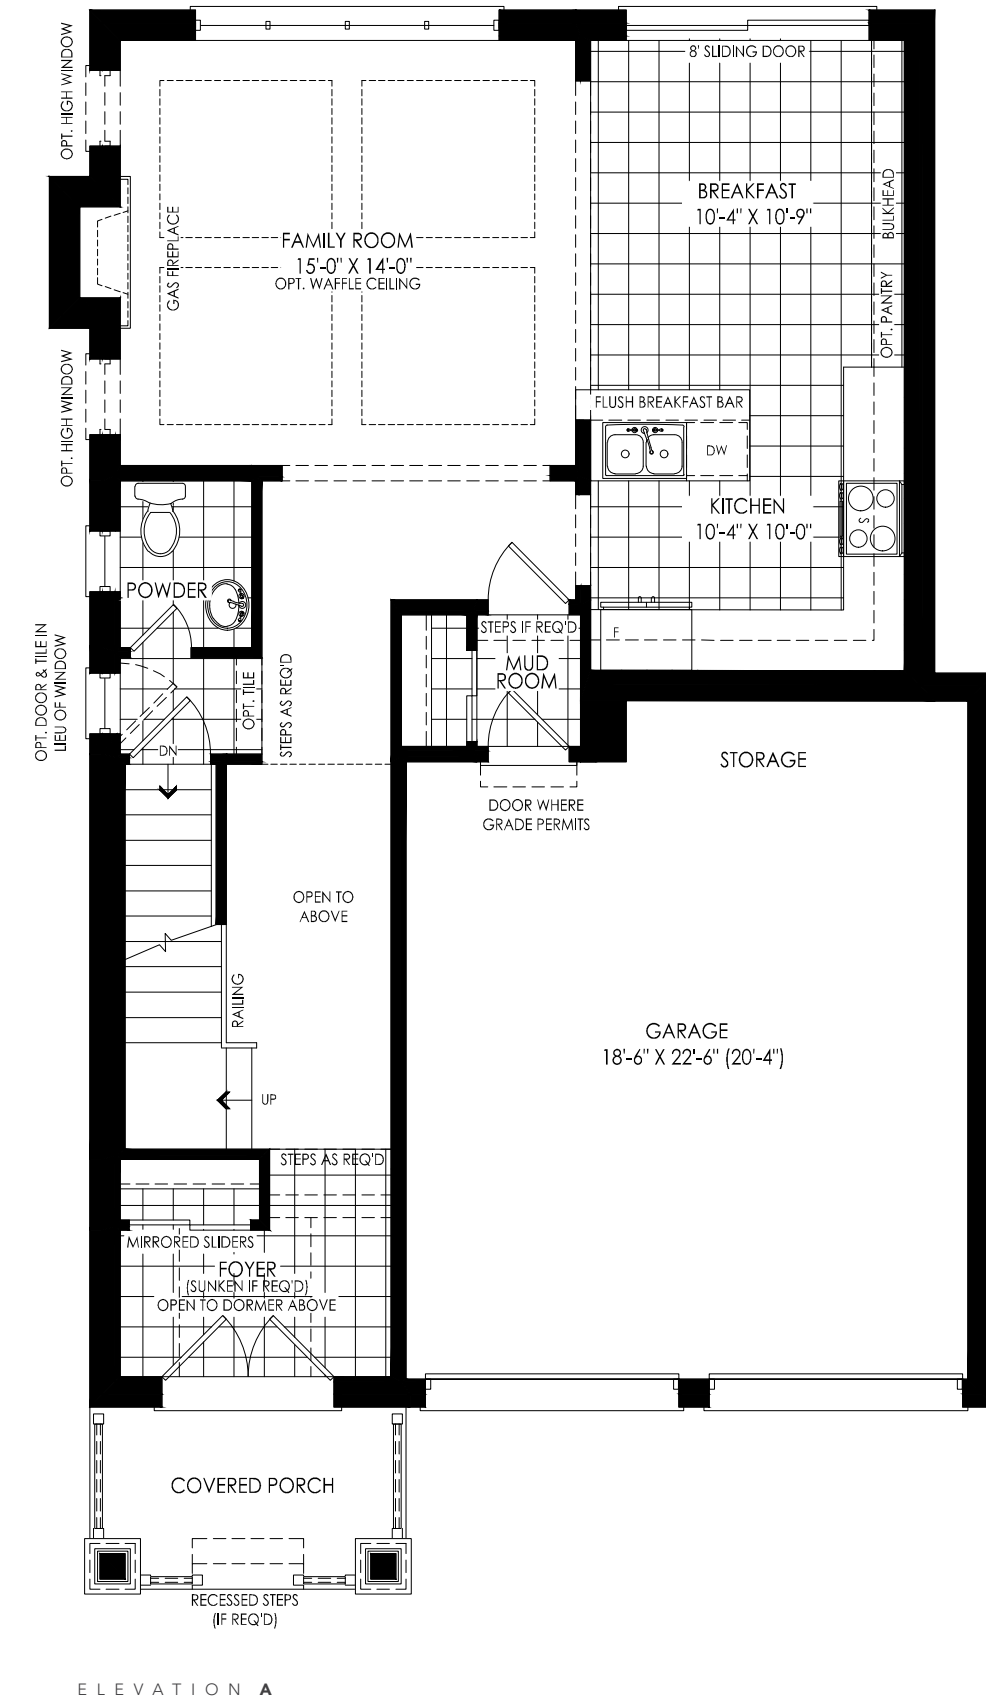 OPT. HIGH WINDOW
8' SLIDING DOOR
BREAKFAST
10'-4" X 10'-9"
BULKHEAD
GAS FIREPLACE
FAMILY ROOM
15'-0" X 14'-0"
OPT. WAFFLE CEILING
OPT. PANTRY
OPT. HIGH WINDOW
FLUSH BREAKFAST BAR
DW
KITCHEN
10'-4" X 10'-0"
S
POWDER
STEPS IF REQ'D
F
MUD
ROOM
OPT. DOOR & TILE IN
LIEU OF WINDOW
OPT. TILE
STEPS AS REQ'D
DN
STORAGE
DOOR WHERE
GRADE PERMITS
OPEN TO
ABOVE
RAILING
GARAGE
18'-6" X 22'-6" (20'-4")
UP
STEPS AS REQ'D
MIRRORED SLIDERS
FOYER
(SUNKEN IF REQ'D)
OPEN TO DORMER ABOVE
COVERED PORCH
RECESSED STEPS
(IF REQ'D)
ELEVATION A